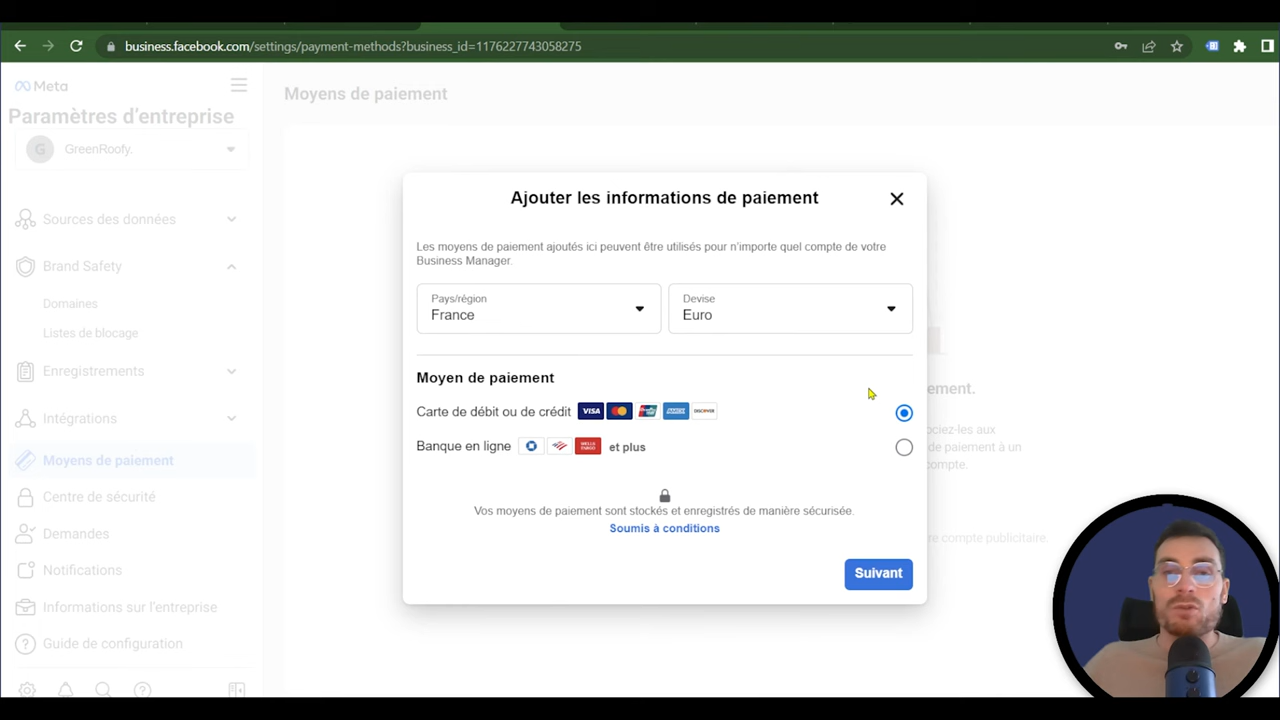 business.facebook.com/settings/payment-methods?business_id=1176227743058275
Meta
Paramètres d'entreprise
G
GreenRoofy.
Sources des données
Brand Safety
Domaines
Listes de blocage
Enregistrements
Intégrations
Moyens de paiement
Centre de sécurité
Demandes
Notifications
Informations sur l'entreprise
Guide de configuration
Moyens de paiement
Ajouter les informations de paiement
Les moyens de paiement ajoutés ici peuvent être utilisés pour n'importe quel compte de votre
Business Manager.
Pays/région
France
Devise
Euro
Moyen de paiement
Carte de débit ou de crédit VISA DISCOVER
Banque en ligne WELLS FARGO et plus
Vos moyens de paiement sont stockés et enregistrés de manière sécurisée.
Soumis à conditions
Suivant
ement.
ociez-les aux
de paiement à un
compte.
re compte publicitaire.